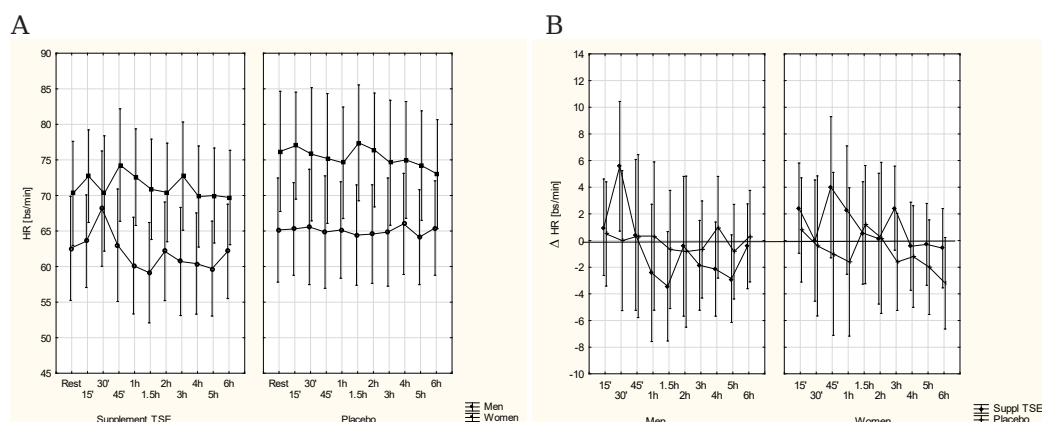 A
B
90
85
80
75
70
65
60
55
50
45
HR [bs/min]
Rest 30' 1h 2h 4h 6h
15' 45' 1.5h 3h 5h
Supplement TSE
Rest 30' 1h 2h 4h 6h
15' 45' 1.5h 3h 5h
Placebo
Men
Women
14
12
10
8
6
4
2
0
-2
-4
-6
-8
-10
Δ HR [bs/min]
15' 45' 1.5h 3h 5h
30' 1h 2h 4h 6h
Men
15' 45' 1.5h 3h 5h
30' 1h 2h 4h 6h
Women
Suppl TSE
Placebo